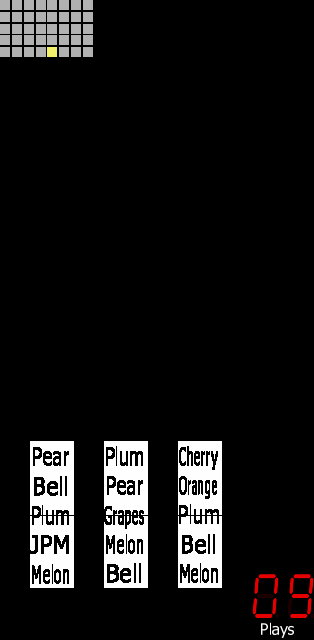 Pear Plum Cherry
Bell Pear Orange
Plum Grapes Plum
JPM Melon Bell
Melon Bell Melon
09
Plays